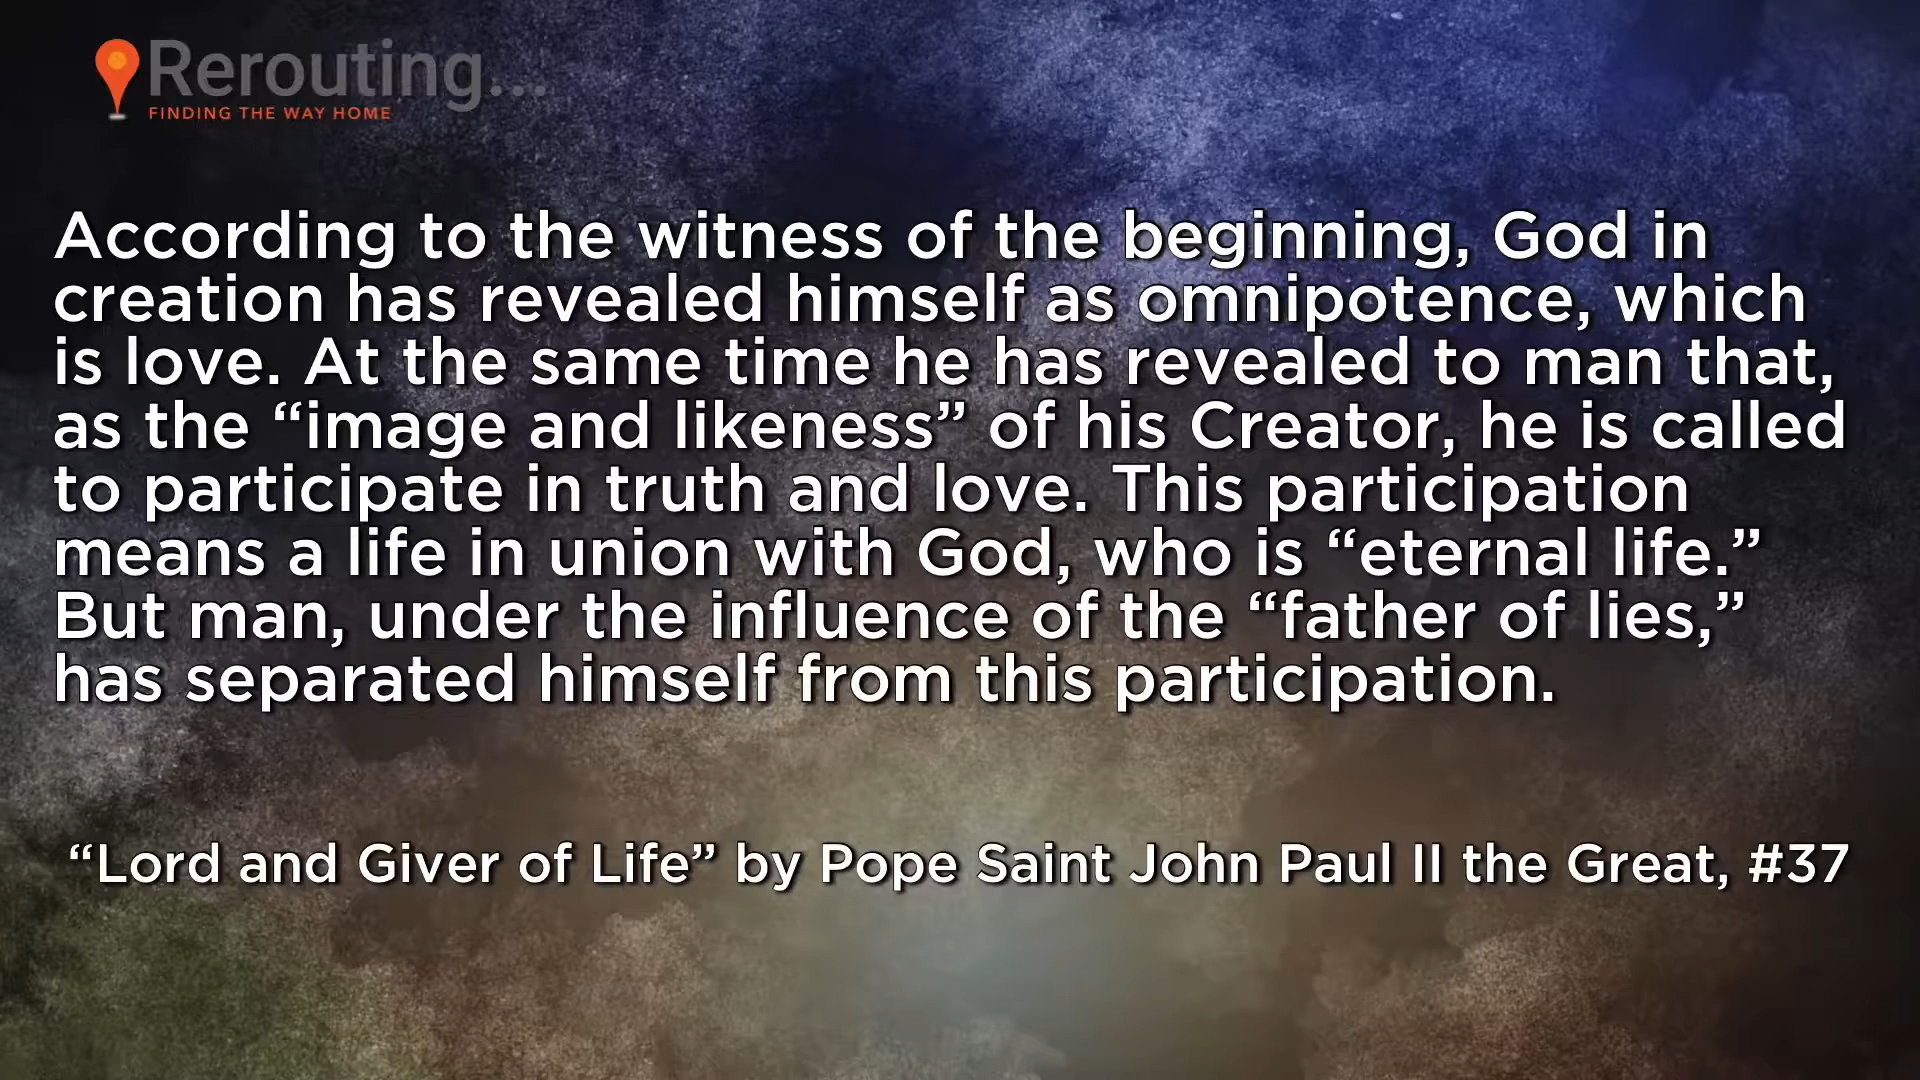 Rerouting...
FINDING THE WAY HOME
According to the witness of the beginning, God in
creation has revealed himself as omnipotence, which
is love. At the same time he has revealed to man that,
as the “image and likeness” of his Creator, he is called
to participate in truth and love. This participation
means a life in union with God, who is “eternal life.”
But man, under the influence of the “father of lies,”
has separated himself from this participation.
“Lord and Giver of Life” by Pope Saint John Paul II the Great, #37